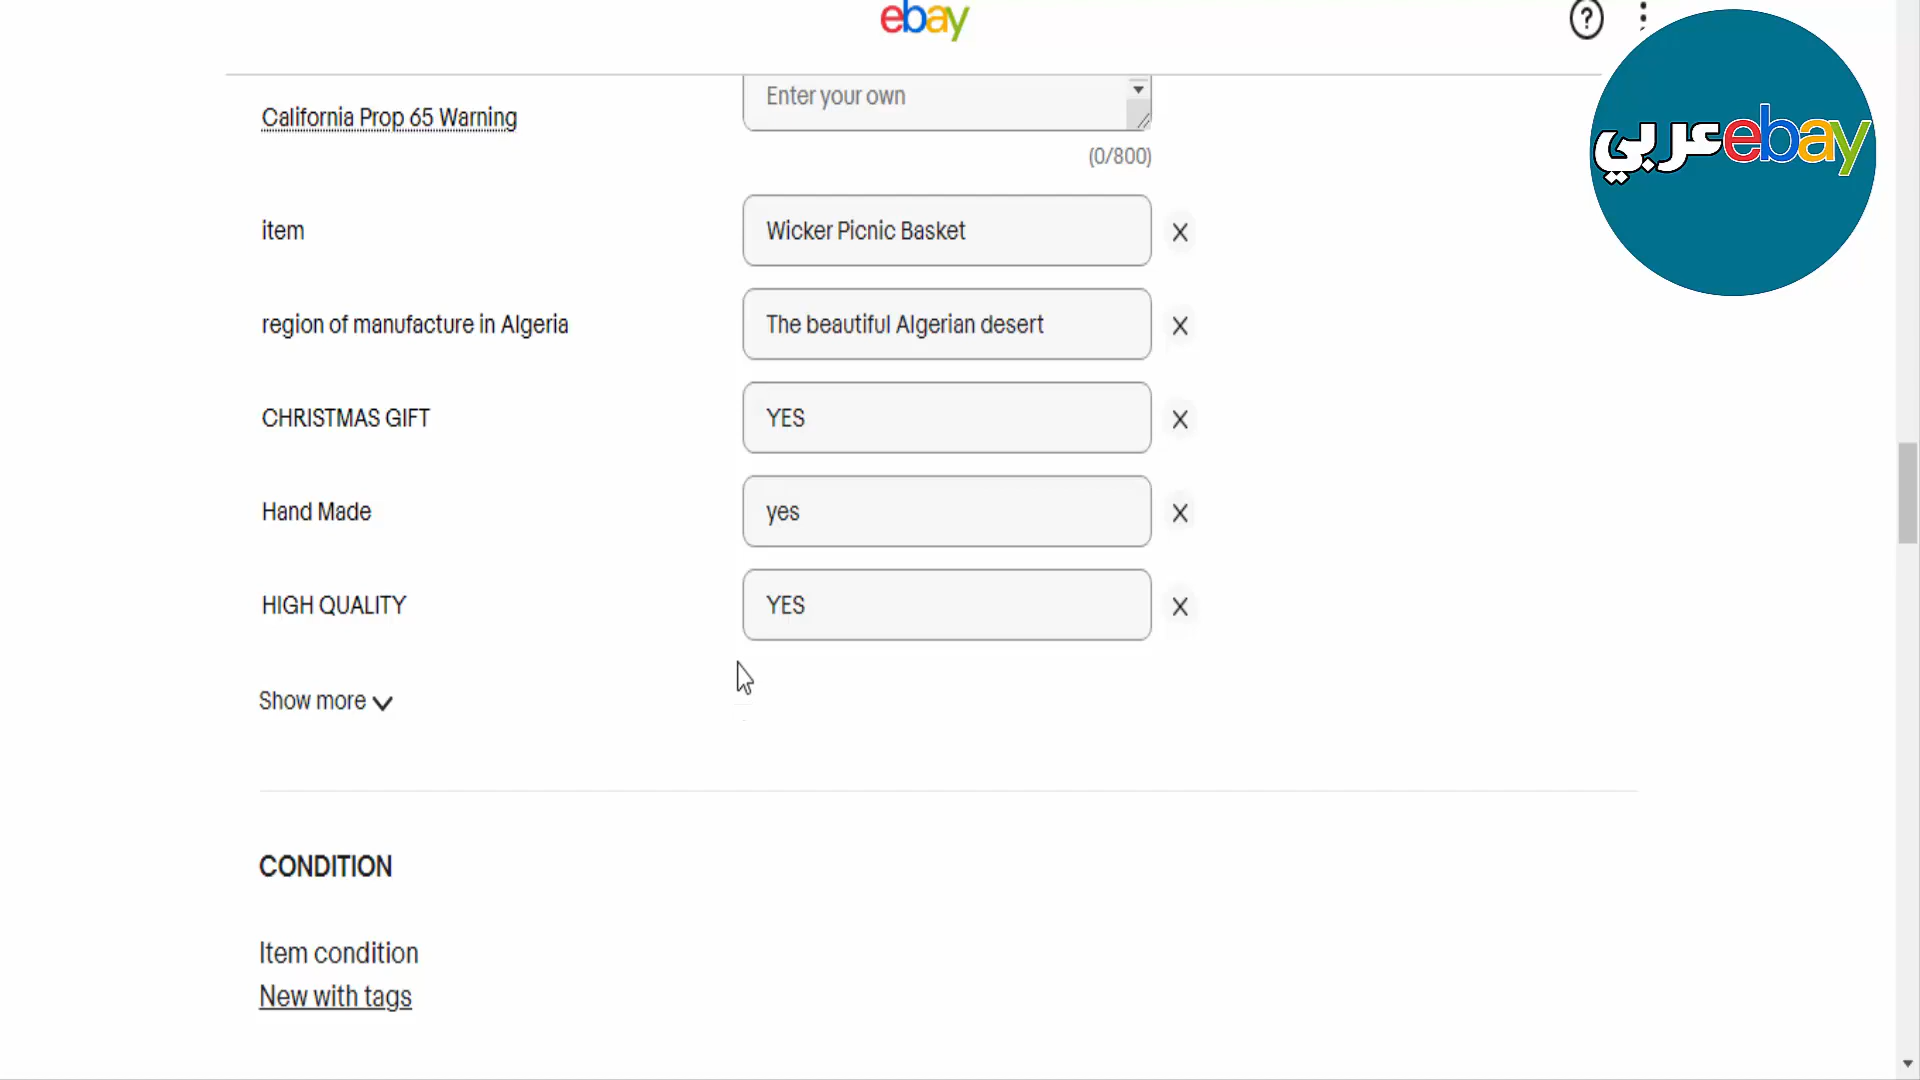 ebay
?
عربي ebay
California Prop 65 Warning
Enter your own
(0/800)
item
Wicker Picnic Basket
X
region of manufacture in Algeria
The beautiful Algerian desert
X
CHRISTMAS GIFT
YES
X
Hand Made
yes
X
HIGH QUALITY
YES
X
Show more
CONDITION
Item condition
New with tags